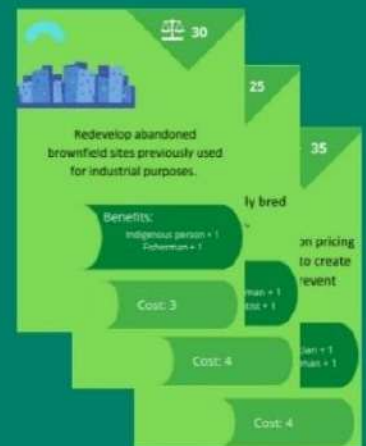 30
Redevelop abandoned
brownfield sites previously used
for industrial purposes.
Benefits:
Indigenous person + 1
Fisherman + 1
Cost: 3
25
ly bred
man + 1
tist + 1
Cost: 4
35
on pricing
to create
revent
cian + 1
man + 1
Cost: 4